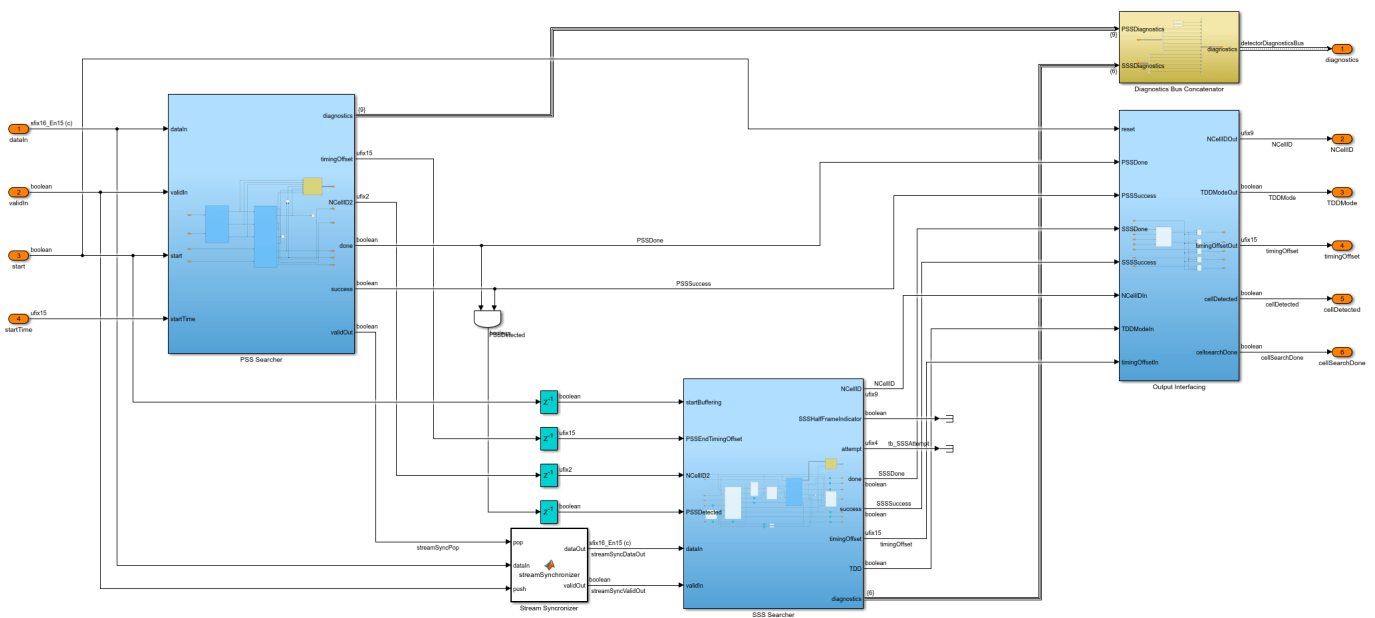 1
dataIn
sfix16_En15 (c)
2
validIn
boolean
3
start
boolean
4
startTime
ufix15
dataIn
validIn
start
startTime
diagnostics
timingOffset
NCellID2
done
success
validOut
PSS Searcher
(9)
ufix15
ufix2
boolean
PSSDone
boolean
PSSSuccess
boolean
PSSDetected
Z-1
boolean
Z-1
ufix15
Z-1
ufix2
Z-1
boolean
streamSyncPop
pop
dataIn
push
streamSynchronizer
dataOut
validOut
Stream Syncronizer
sfix16_En15 (c)
streamSyncDataOut
boolean
streamSyncValidOut
startBuffering
PSSEndTimingOffset
NCellID2
PSSDetected
dataIn
validIn
NCellID
SSSHalfFrameIndicator
attempt
done
success
timingOffset
TDD
diagnostics
SSS Searcher
NCellID
ufix9
boolean
ufix4
tb_SSSAttempt
SSSDone
boolean
SSSSuccess
boolean
ufix15
timingOffset
boolean
(6)
PSSDiagnostics
(9)
SSSDiagnostics
(6)
diagnostics
Diagnostics Bus Concatenator
detectorDiagnosticsBus
1
diagnostics
reset
PSSDone
PSSSuccess
SSSDone
SSSSuccess
NCellIDIn
TDDModeIn
timingOffsetIn
NCellIDOut
TDDModeOut
timingOffsetOut
cellDetected
cellsearchDone
Output Interfacing
ufix9
NCellID
2
NCellID
boolean
TDDMode
3
TDDMode
ufix15
timingOffset
4
timingOffset
boolean
cellDetected
5
cellDetected
boolean
cellSearchDone
6
cellSearchDone